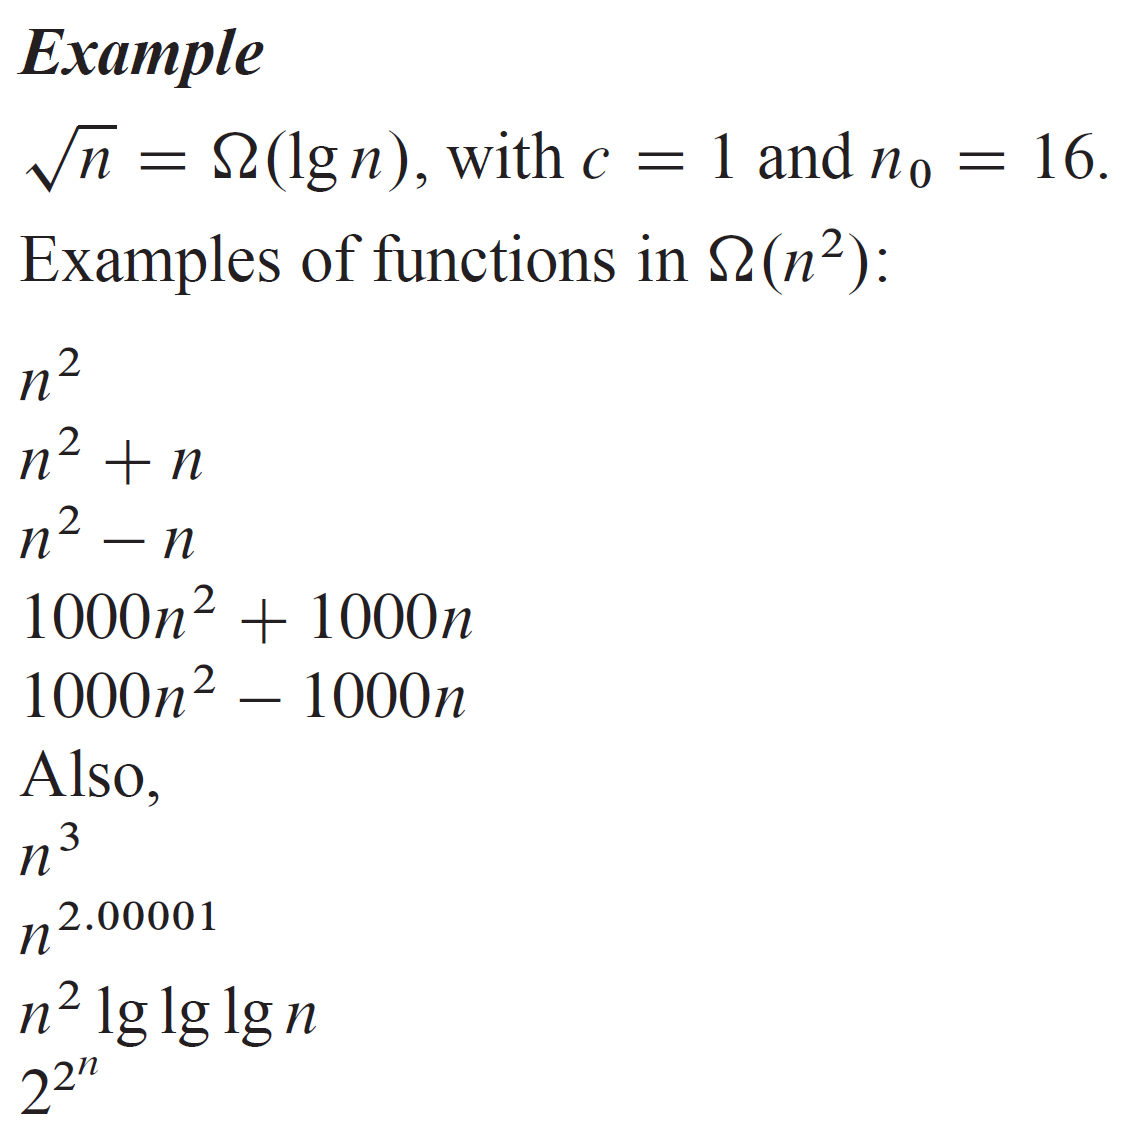 Example
√n = Ω(lg n), with c = 1 and n₀ = 16.
Examples of functions in Ω(n²):
n²
n² + n
n² − n
1000n² + 1000n
1000n² − 1000n
Also,
n³
n^2.00001
n² lg lg lg n
2^2^n